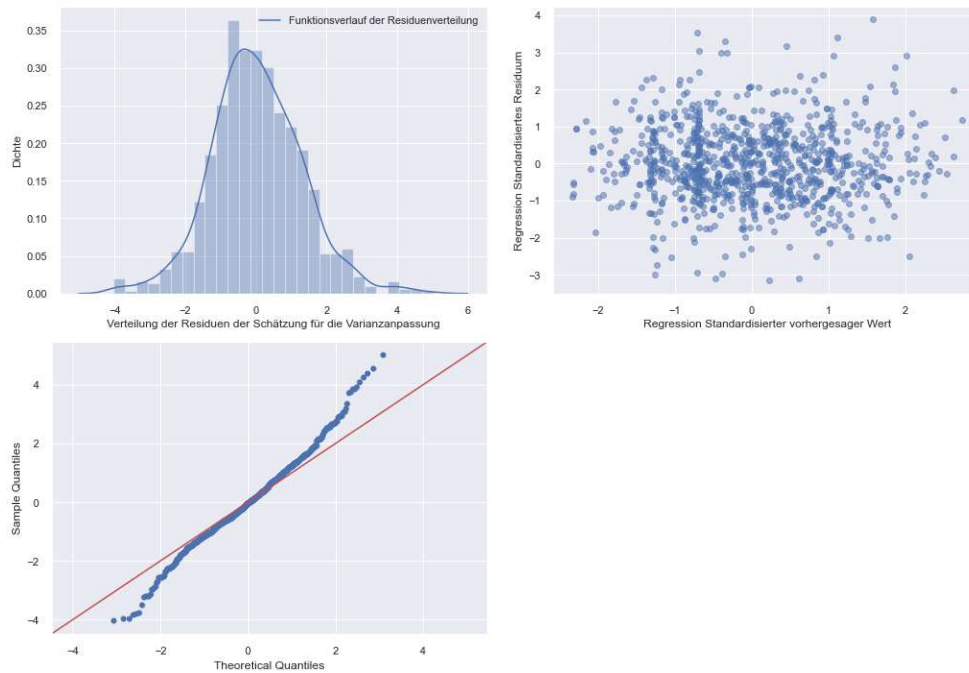 Funktionsverlauf der Residuenverteilung
0.35
0.30
0.25
0.20
0.15
0.10
0.05
0.00
Dichte
−4 −2 0 2 4 6
Verteilung der Residuen der Schätzung für die Varianzanpassung
4
3
2
1
0
−1
−2
−3
Regression Standardisiertes Residuum
−2 −1 0 1 2
Regression Standardisierter vorhergesager Wert
4
2
0
−2
−4
Sample Quantiles
−4 −2 0 2 4
Theoretical Quantiles